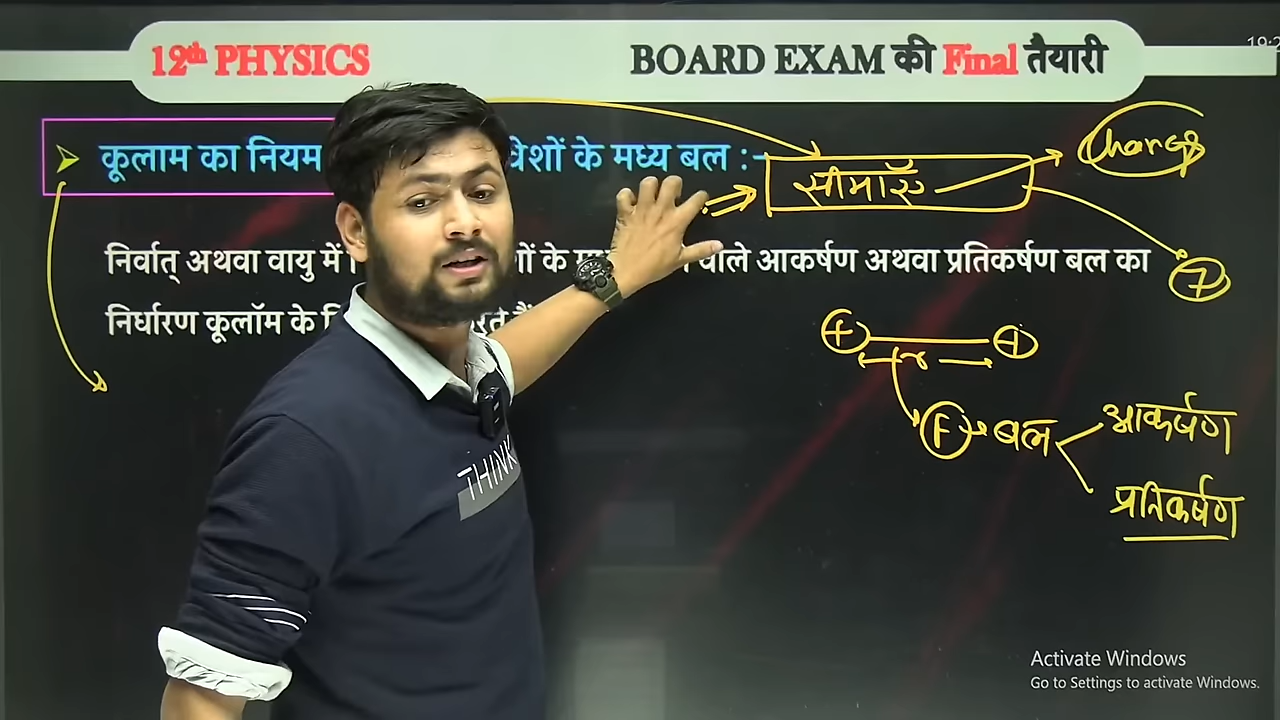 12th PHYSICS
BOARD EXAM की Final तैयारी
19:2
कूलाम का नियम वेशों के मध्य बल :-
सीमाएँ
Charge
निर्वात् अथवा वायु में के वाले आकर्षण अथवा प्रतिकर्षण बल का
निर्धारण कूलॉम के
+ r +
F बल आकर्षण
प्रतिकर्षण
THINK
Activate Windows
Go to Settings to activate Windows.